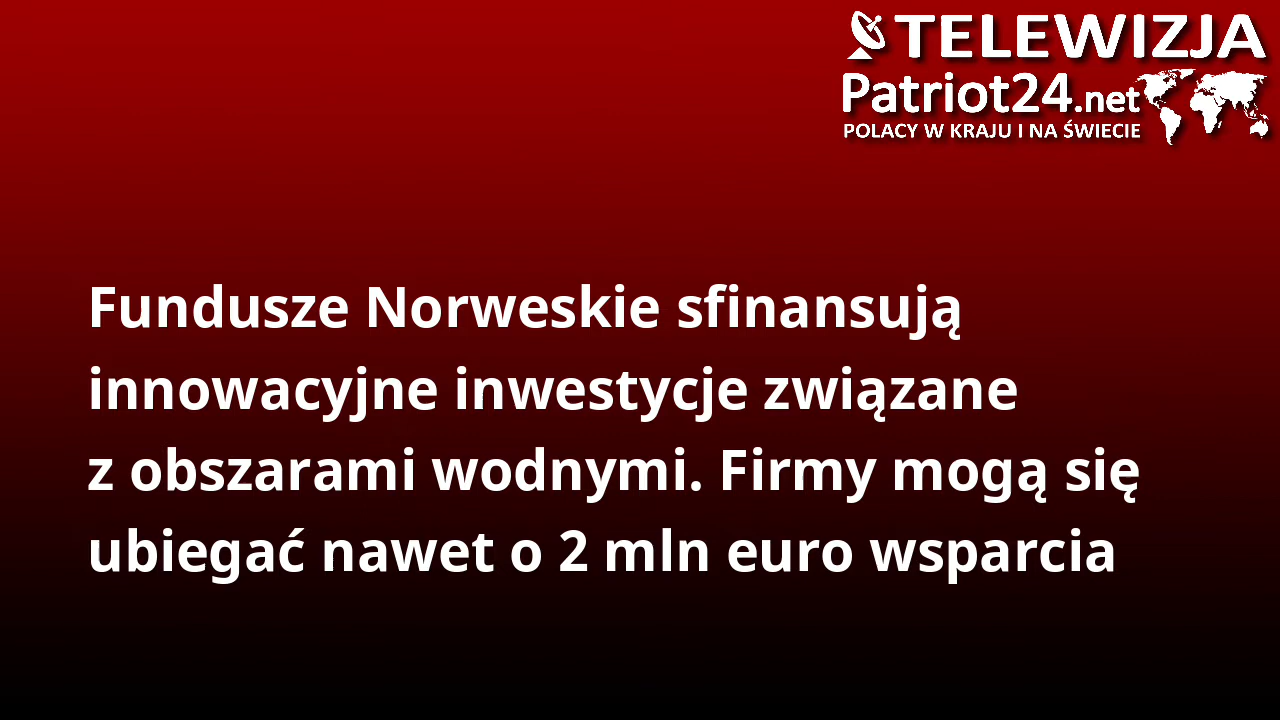 TELEWIZJA
Patriot24.net
POLACY W KRAJU I NA ŚWIECIE
Fundusze Norweskie sfinansują
innowacyjne inwestycje związane
z obszarami wodnymi. Firmy mogą się
ubiegać nawet o 2 mln euro wsparcia